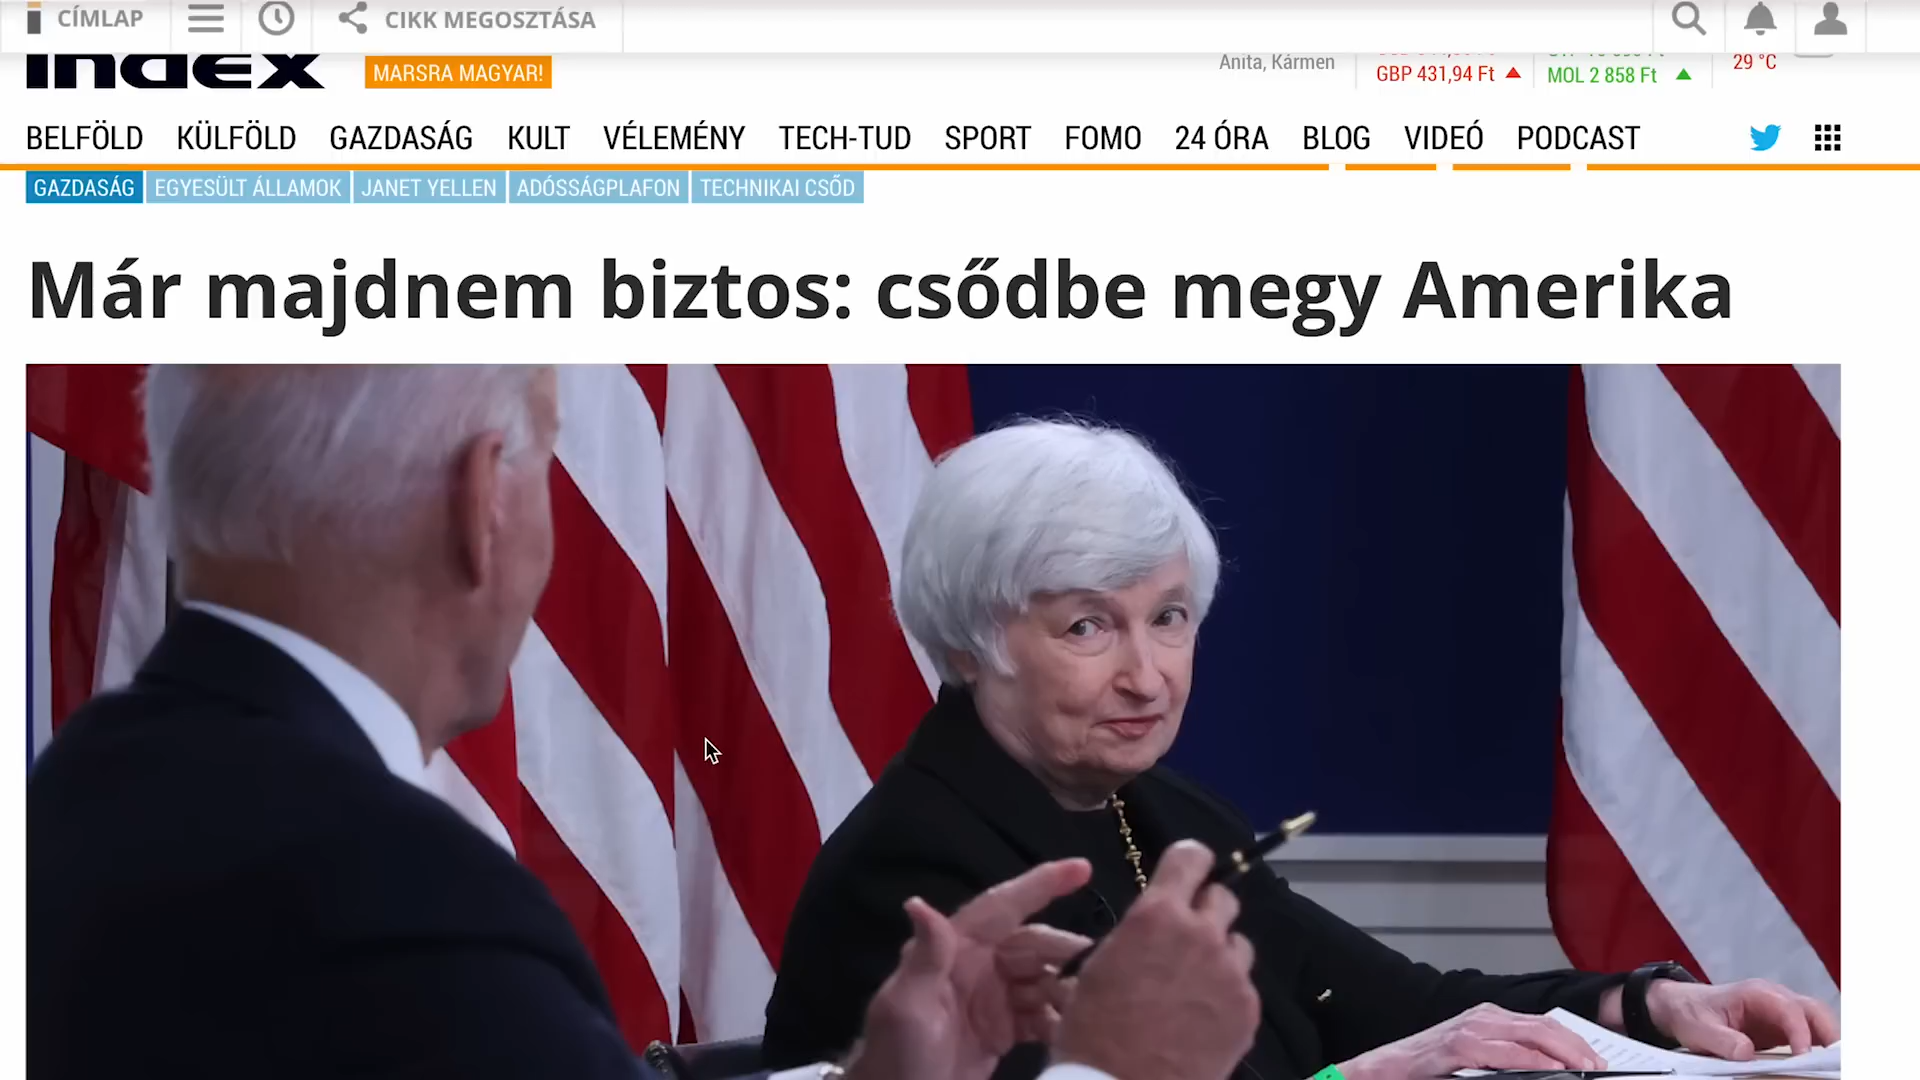 CÍMLAP
CIKK MEGOSZTÁSA
index
MARSRA MAGYAR!
Anita, Kármen
GBP 431,94 Ft
MOL 2 858 Ft
29 °C
BELFÖLD KÜLFÖLD GAZDASÁG KULT VÉLEMÉNY TECH-TUD SPORT FOMO 24 ÓRA BLOG VIDEÓ PODCAST
GAZDASÁG EGYESÜLT ÁLLAMOK JANET YELLEN ADÓSSÁGPLAFON TECHNIKAI CSŐD
Már majdnem biztos: csődbe megy Amerika